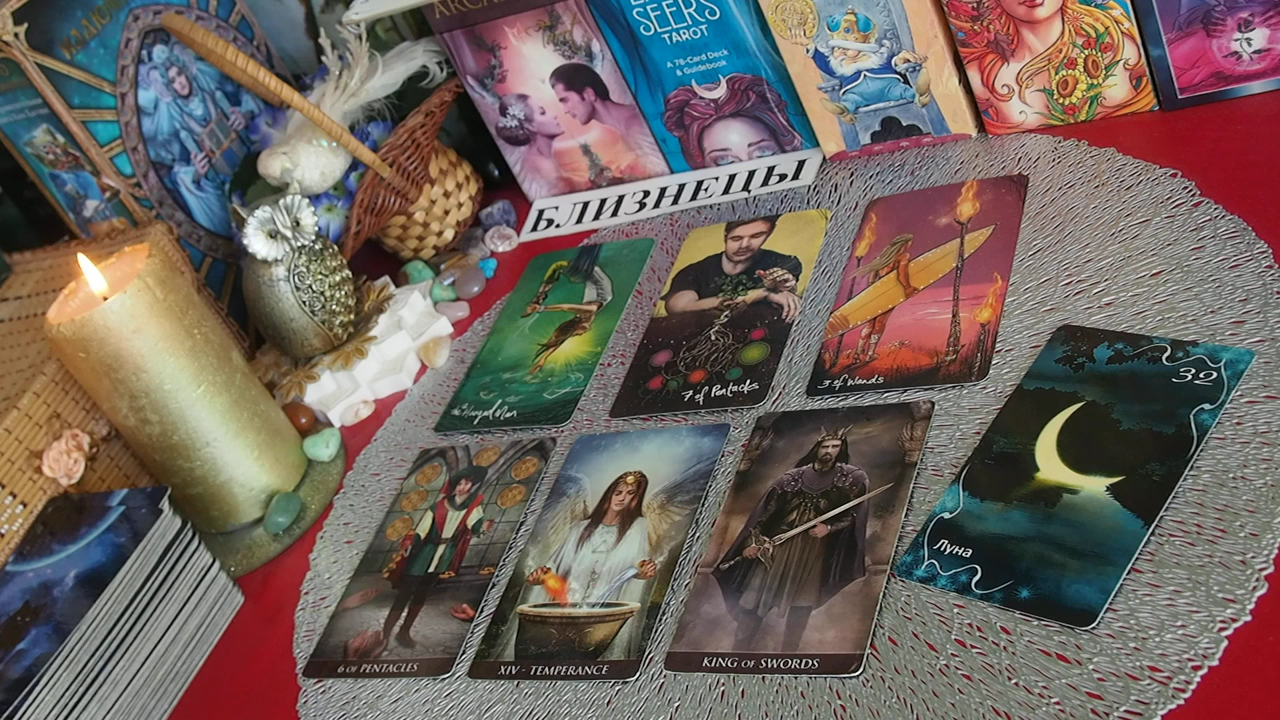 SEERS
TAROT
A 78-Card Deck
& Guidebook
БЛИЗНЕЦЫ
the Hanged Man
7 of Pentacles
3 of Wands
32
Луна
6 OF PENTACLES
XIV - TEMPERANCE
KING OF SWORDS